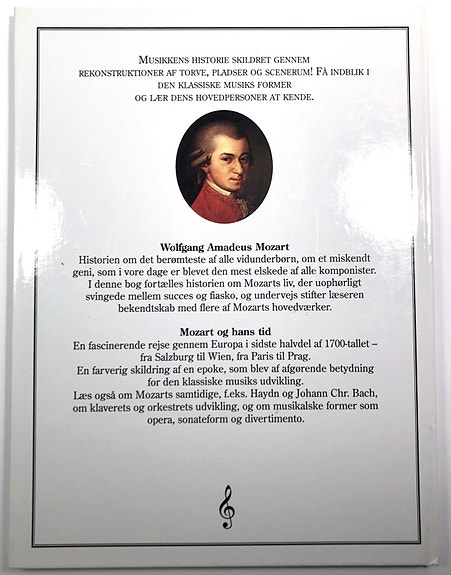 MUSIKKENS HISTORIE SKILDRET GENNEM
REKONSTRUKTIONER AF TORVE, PLADSER OG SCENERUM! FÅ INDBLIK I
DEN KLASSISKE MUSIKS FORMER
OG LÆR DENS HOVEDPERSONER AT KENDE.
Wolfgang Amadeus Mozart
Historien om det berømteste af alle vidunderbørn, om et miskendt
geni, som i vore dage er blevet den mest elskede af alle komponister.
I denne bog fortælles historien om Mozarts liv, der uophørligt
svingede mellem succes og fiasko, og undervejs stifter læseren
bekendtskab med flere af Mozarts hovedværker.
Mozart og hans tid
En fascinerende rejse gennem Europa i sidste halvdel af 1700-tallet –
fra Salzburg til Wien, fra Paris til Prag.
En farverig skildring af en epoke, som blev af afgørende betydning
for den klassiske musiks udvikling.
Læs også om Mozarts samtidige, f.eks. Haydn og Johann Chr. Bach,
om klaverets og orkestrets udvikling, og om musikalske former som
opera, sonateform og divertimento.